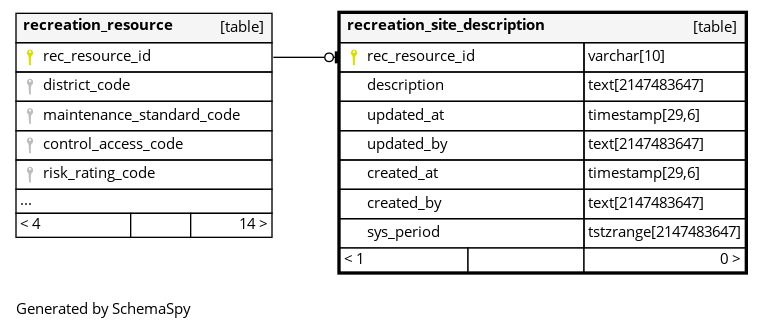 recreation_resource [table]
rec_resource_id
district_code
maintenance_standard_code
control_access_code
risk_rating_code
...
< 4 14 >
recreation_site_description [table]
rec_resource_id varchar[10]
description text[2147483647]
updated_at timestamp[29,6]
updated_by text[2147483647]
created_at timestamp[29,6]
created_by text[2147483647]
sys_period tstzrange[2147483647]
< 1 0 >
Generated by SchemaSpy